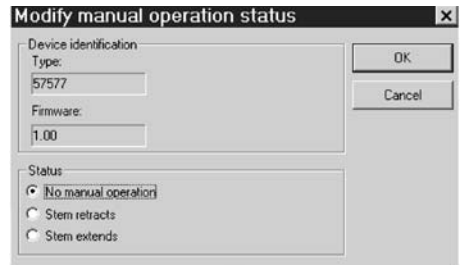 Modify manual operation status
Device identification
Type:
57577
Firmware:
1.00
OK
Cancel
Status
No manual operation
Stem retracts
Stem extends